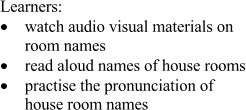 Learners:
• watch audio visual materials on
room names
• read aloud names of house rooms
• practise the pronunciation of
house room names